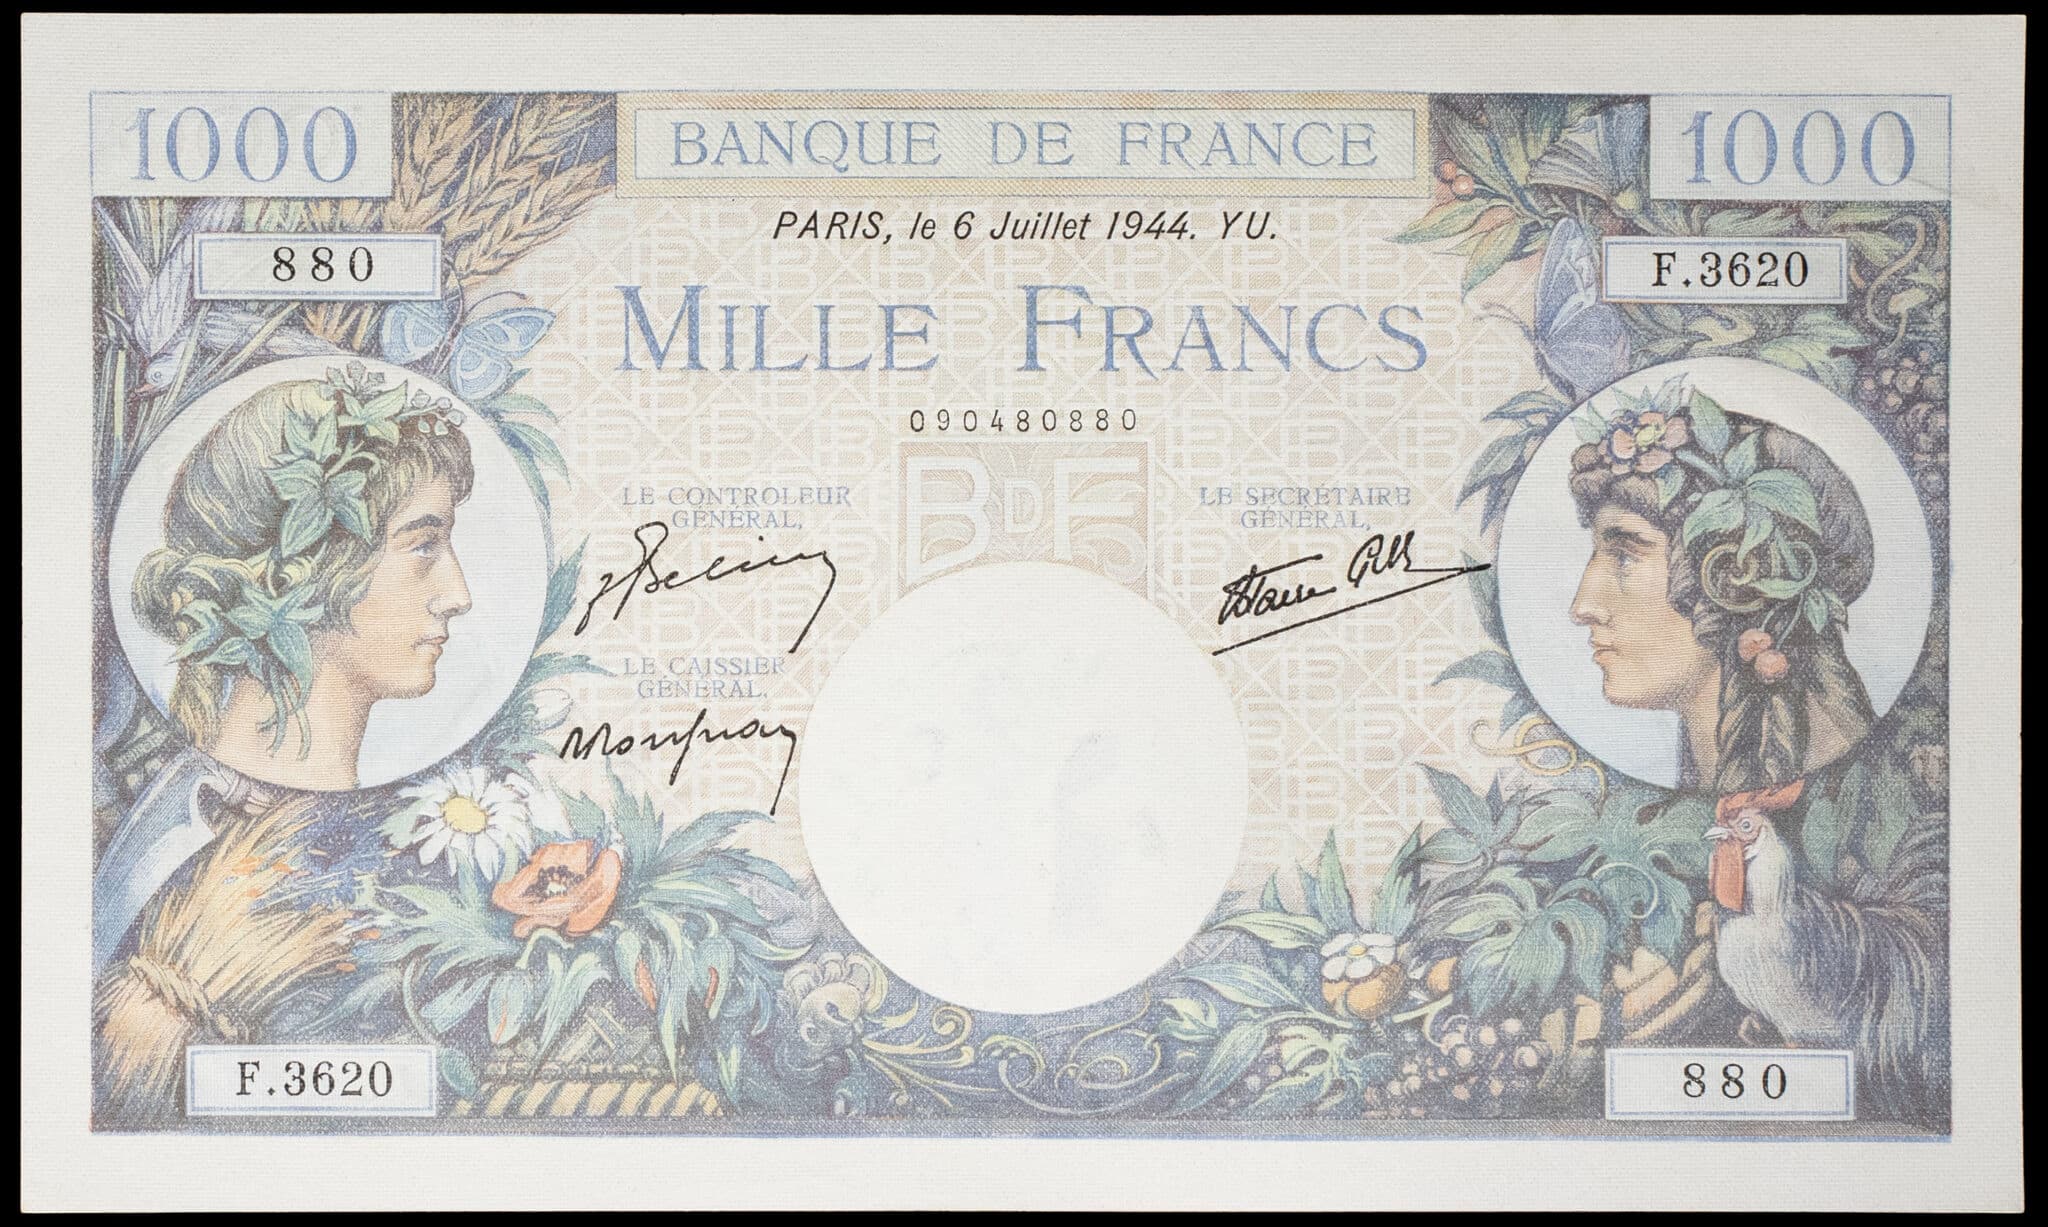 1000
BANQUE DE FRANCE
1000
PARIS, le 6 Juillet 1944. YU.
880
F.3620
MILLE FRANCS
090480880
BDF
LE CONTROLEUR
GÉNÉRAL,
LE SECRÉTAIRE
GÉNÉRAL,
LE CAISSIER
GÉNÉRAL,
F.3620
880